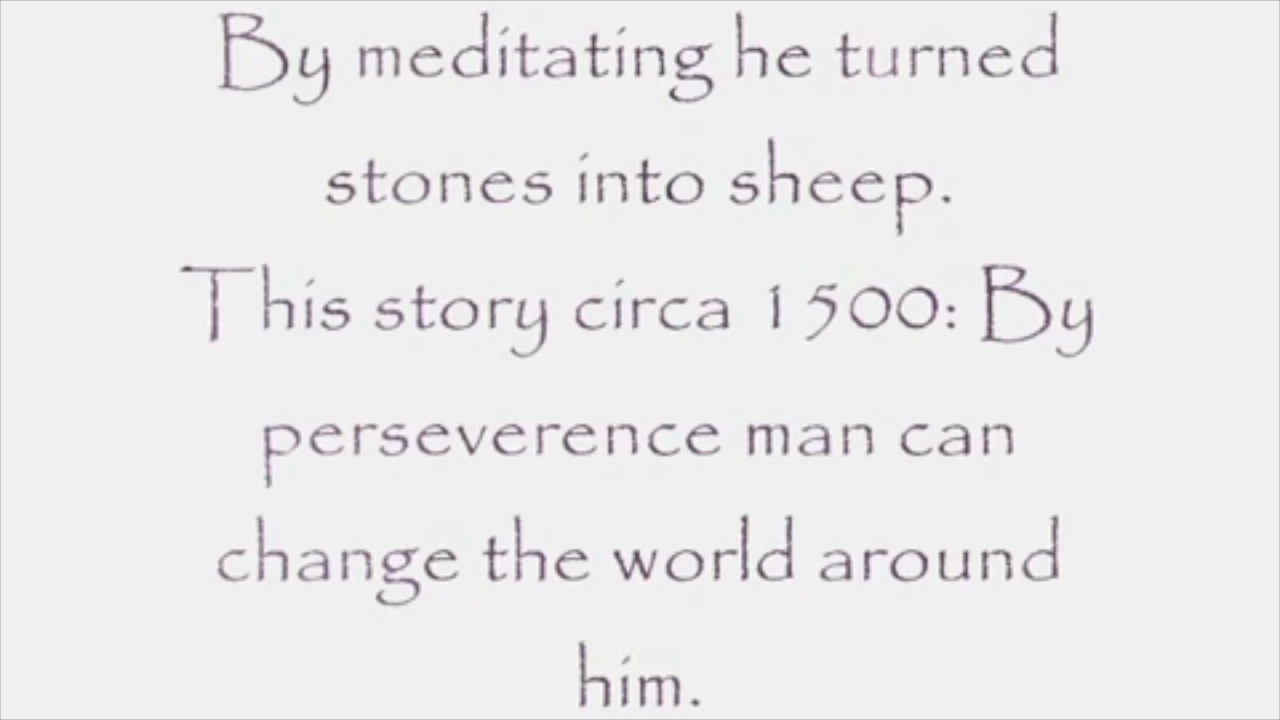 By meditating he turned
stones into sheep.
This story circa 1500: By
perseverence man can
change the world around
him.